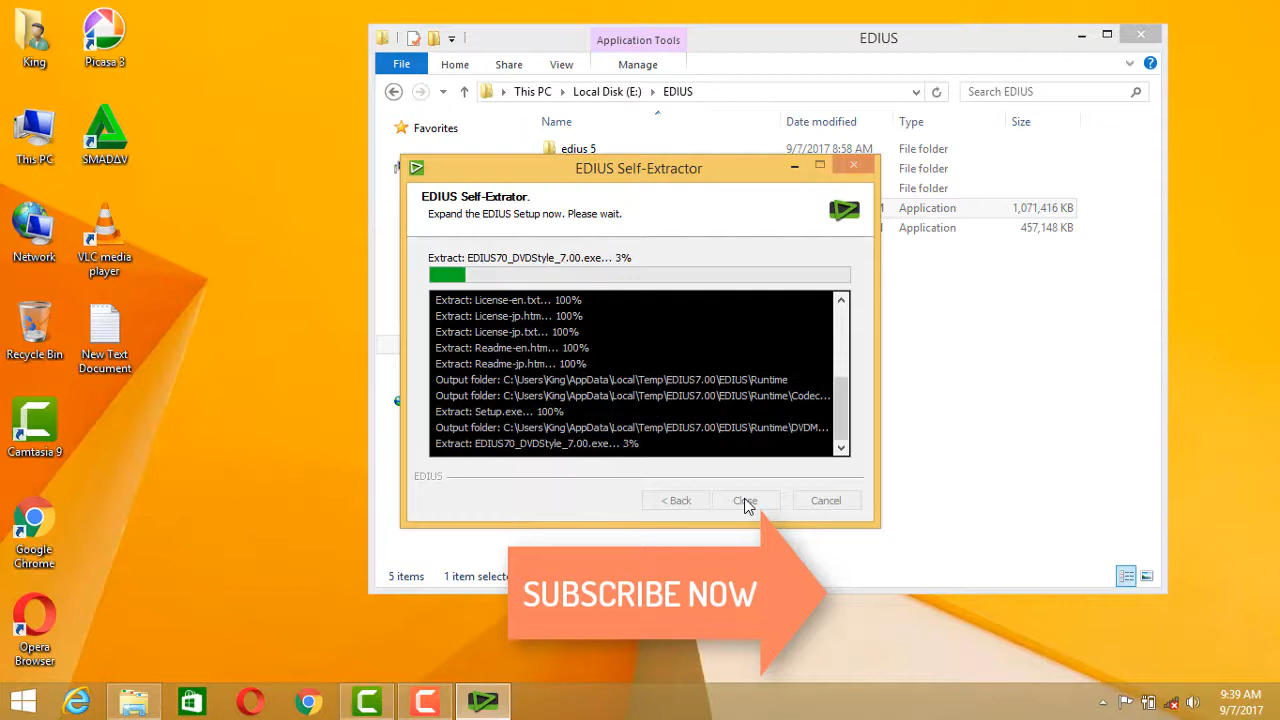 King
Picasa 3
This PC
SMADΔV
Network
VLC media
player
Recycle Bin
New Text
Document
Camtasia 9
Google
Chrome
Opera
Browser
Application Tools
EDIUS
File
Home
Share
View
Manage
This PC
Local Disk (E:)
EDIUS
Search EDIUS
Favorites
Name
Date modified
Type
Size
edius 5
9/7/2017 8:58 AM
File folder
File folder
File folder
Application
1,071,416 KB
Application
457,148 KB
EDIUS Self-Extractor
EDIUS Self-Extrator.
Expand the EDIUS Setup now. Please wait.
Extract: EDIUS70_DVDStyle_7.00.exe... 3%
Extract: License-en.txt... 100%
Extract: License-jp.htm... 100%
Extract: License-jp.txt... 100%
Extract: Readme-en.htm... 100%
Extract: Readme-jp.htm... 100%
Output folder: C:\Users\King\AppData\Local\Temp\EDIUS7.00\EDIUS\Runtime
Output folder: C:\Users\King\AppData\Local\Temp\EDIUS7.00\EDIUS\Runtime\Codec...
Extract: Setup.exe... 100%
Output folder: C:\Users\King\AppData\Local\Temp\EDIUS7.00\EDIUS\Runtime\DVDM...
Extract: EDIUS70_DVDStyle_7.00.exe... 3%
EDIUS
< Back
Close
Cancel
5 items
1 item selecte
SUBSCRIBE NOW
9:39 AM
9/7/2017